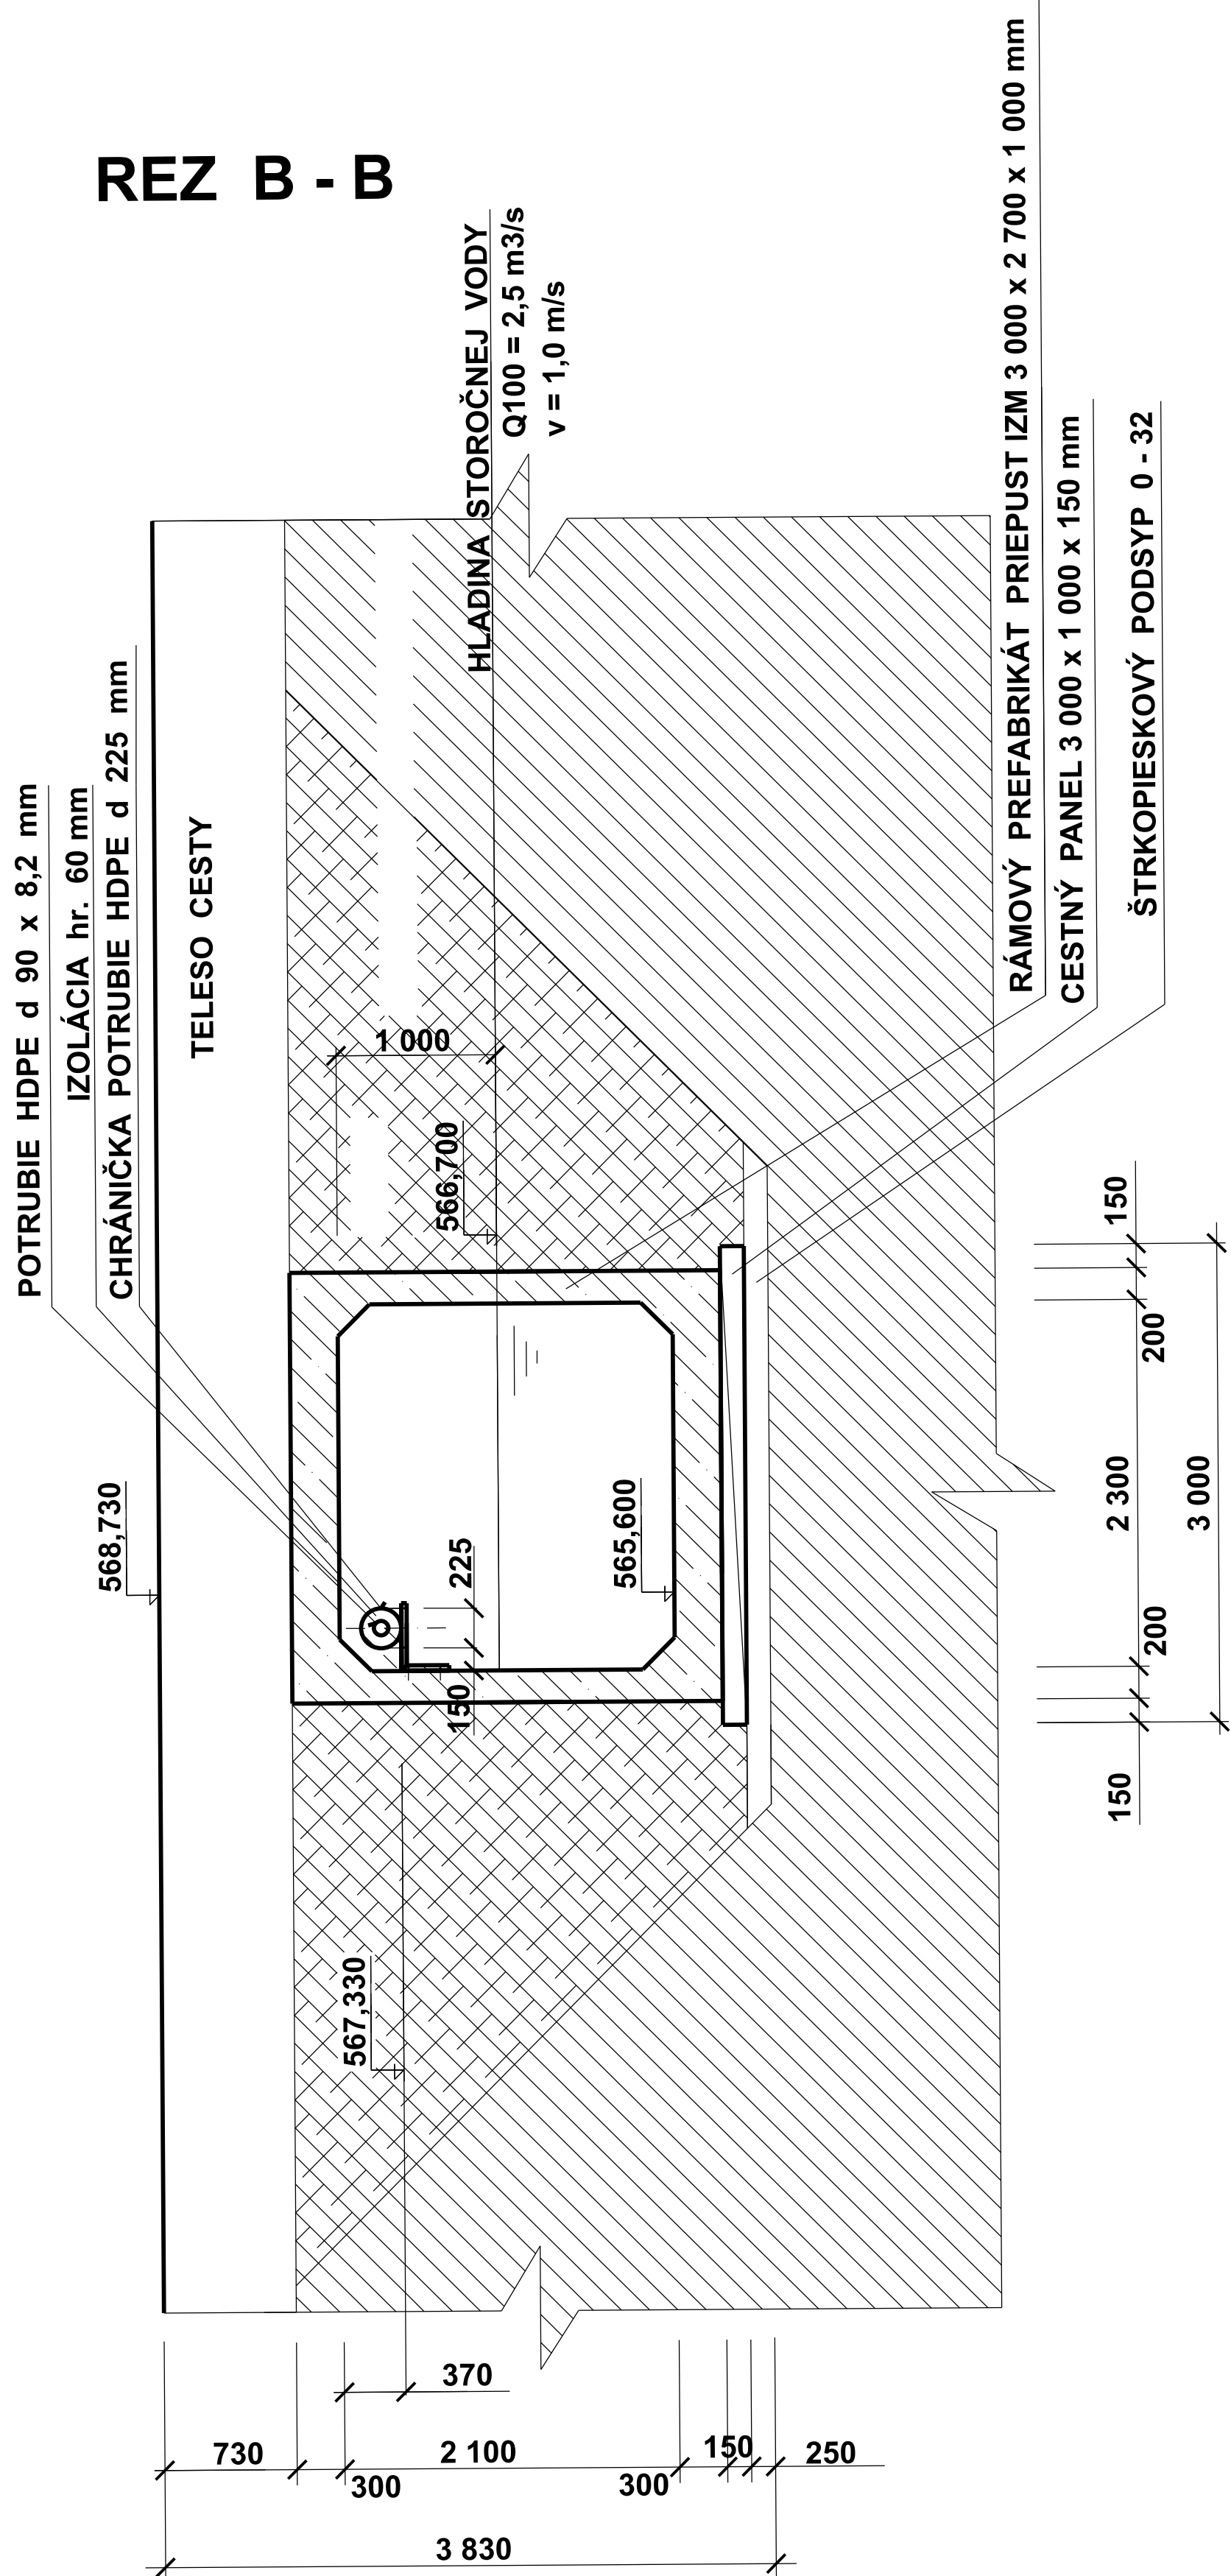 REZ B - B
POTRUBIE HDPE d 90 x 8,2 mm
IZOLÁCIA hr. 60 mm
CHRÁNIČKA POTRUBIE HDPE d 225 mm
TELESO CESTY
HLADINA STOROČNEJ VODY
Q100 = 2,5 m3/s
v = 1,0 m/s
RÁMOVÝ PREFABRIKÁT PRIEPUST IZM 3 000 x 2 700 x 1 000 mm
CESTNÝ PANEL 3 000 x 1 000 x 150 mm
ŠTRKOPIESKOVÝ PODSYP 0 - 32
1 000
566,700
568,730
565,600
225
150
567,330
150
200
2 300
3 000
200
150
370
730
300
2 100
300
150
250
3 830